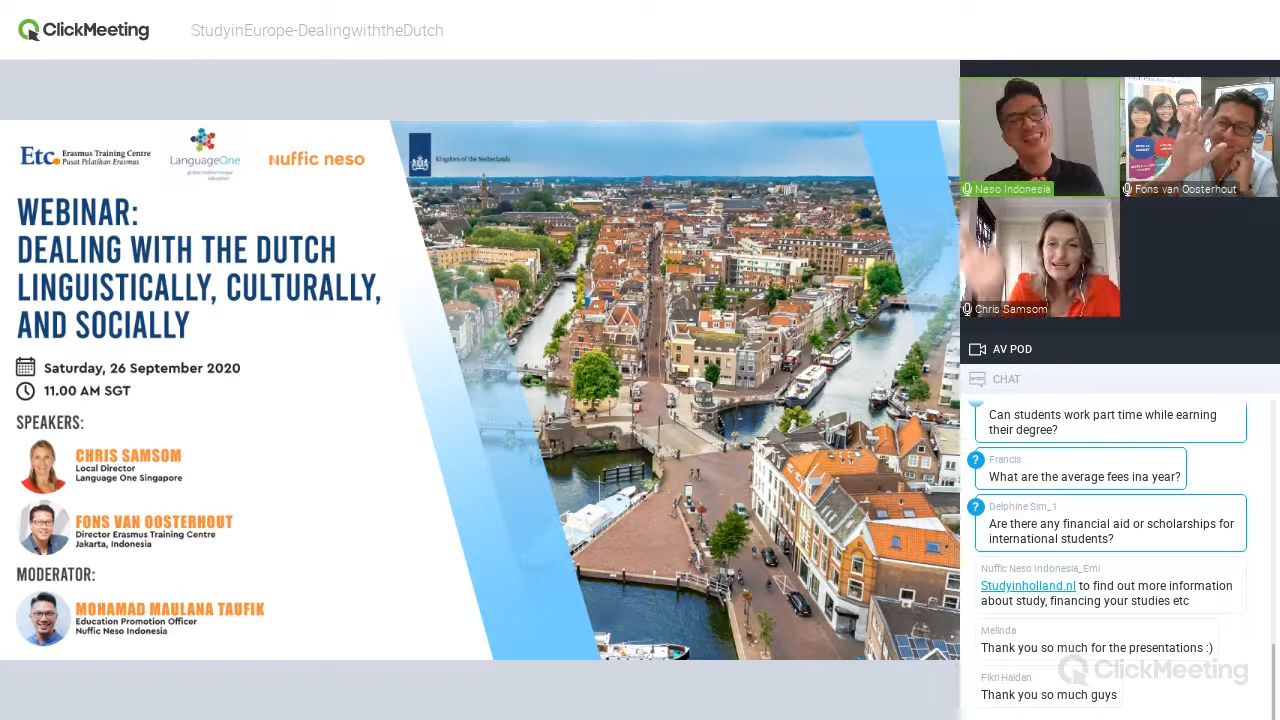 ClickMeeting
StudyinEurope-DealingwiththeDutch
Etc. Erasmus Training Centre
Pusat Pelatihan Erasmus
LanguageOne
global mother tongue
education
nuffic neso
Kingdom of the Netherlands
WEBINAR:
DEALING WITH THE DUTCH
LINGUISTICALLY, CULTURALLY,
AND SOCIALLY
Saturday, 26 September 2020
11.00 AM SGT
SPEAKERS:
CHRIS SAMSOM
Local Director
Language One Singapore
FONS VAN OOSTERHOUT
Director Erasmus Training Centre
Jakarta, Indonesia
MODERATOR:
MOHAMAD MAULANA TAUFIK
Education Promotion Officer
Nuffic Neso Indonesia
Neso Indonesia
Fons van Oosterhout
Chris Samsom
AV POD
CHAT
Can students work part time while earning
their degree?
?
Francis
What are the average fees ina year?
?
Delphine Sim_1
Are there any financial aid or scholarships for
international students?
Nuffic Neso Indonesia_Emi
Studyinholland.nl to find out more information
about study, financing your studies etc
Melinda
Thank you so much for the presentations :)
ClickMeeting
Fikri Haidan
Thank you so much guys